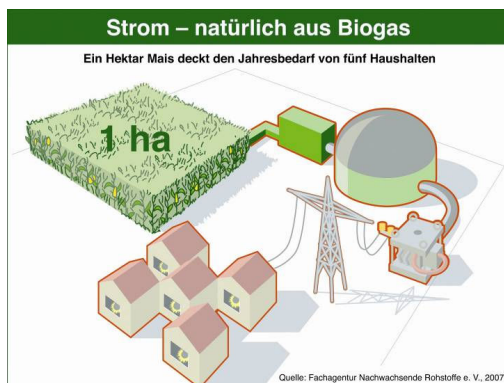 Strom – natürlich aus Biogas
Ein Hektar Mais deckt den Jahresbedarf von fünf Haushalten
1 ha
Quelle: Fachagentur Nachwachsende Rohstoffe e. V., 2007